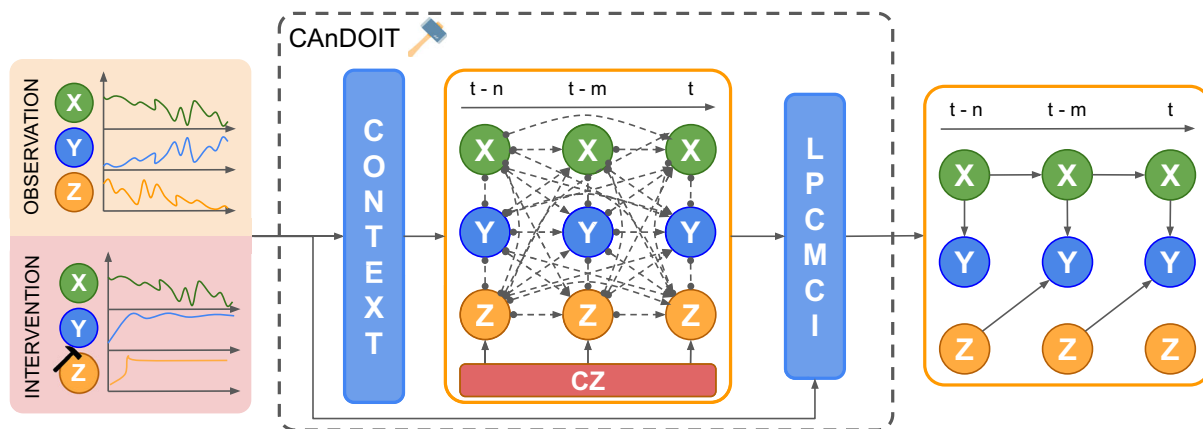 CAnDOIT
OBSERVATION
X
Y
Z
INTERVENTION
X
Y
Z
CONTEXT
t - n t - m t
X X X
Y Y Y
Z Z Z
CZ
LPCMCI
t - n t - m t
X X X
Y Y Y
Z Z Z